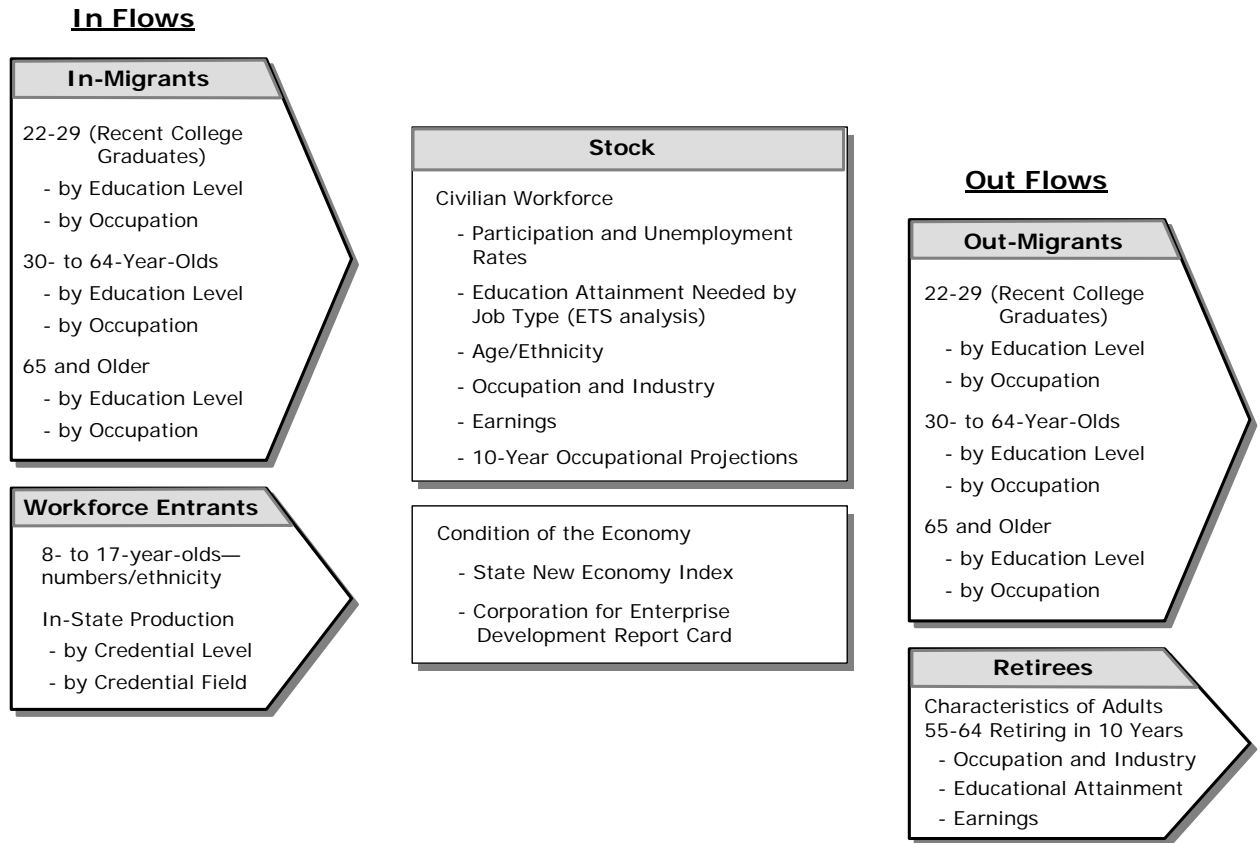 In Flows
In-Migrants
22-29 (Recent College
Graduates)
- by Education Level
- by Occupation
30- to 64-Year-Olds
- by Education Level
- by Occupation
65 and Older
- by Education Level
- by Occupation
Workforce Entrants
8- to 17-year-olds—
numbers/ethnicity
In-State Production
- by Credential Level
- by Credential Field
Stock
Civilian Workforce
- Participation and Unemployment
Rates
- Education Attainment Needed by
Job Type (ETS analysis)
- Age/Ethnicity
- Occupation and Industry
- Earnings
- 10-Year Occupational Projections
Condition of the Economy
- State New Economy Index
- Corporation for Enterprise
Development Report Card
Out Flows
Out-Migrants
22-29 (Recent College
Graduates)
- by Education Level
- by Occupation
30- to 64-Year-Olds
- by Education Level
- by Occupation
65 and Older
- by Education Level
- by Occupation
Retirees
Characteristics of Adults
55-64 Retiring in 10 Years
- Occupation and Industry
- Educational Attainment
- Earnings